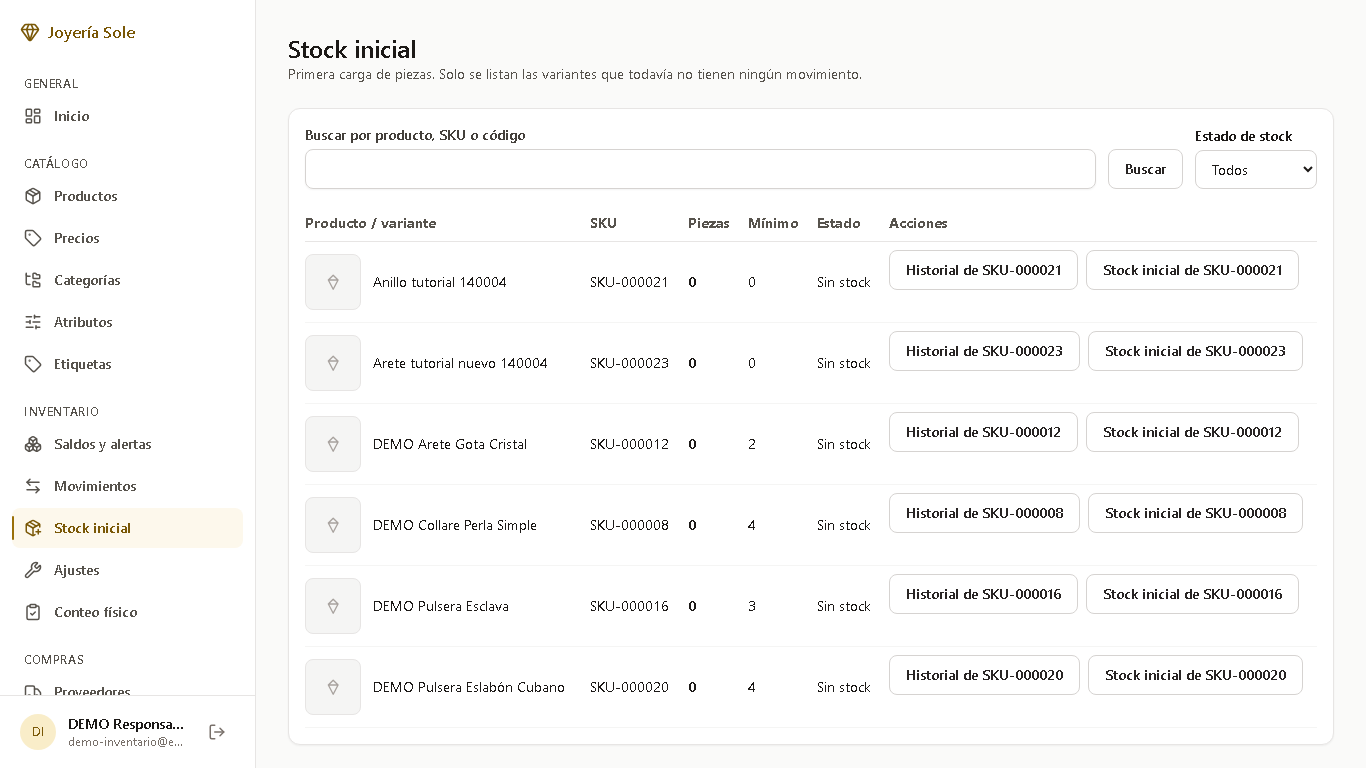 Joyería Sole
GENERAL
Inicio
CATÁLOGO
Productos
Precios
Categorías
Atributos
Etiquetas
INVENTARIO
Saldos y alertas
Movimientos
Stock inicial
Ajustes
Conteo físico
COMPRAS
Proveedores
DI
DEMO Responsa...
demo-inventario@e...
Stock inicial
Primera carga de piezas. Solo se listan las variantes que todavía no tienen ningún movimiento.
Buscar por producto, SKU o código
Buscar
Estado de stock
Todos
Producto / variante SKU Piezas Mínimo Estado Acciones
Anillo tutorial 140004 SKU-000021 0 0 Sin stock Historial de SKU-000021 Stock inicial de SKU-000021
Arete tutorial nuevo 140004 SKU-000023 0 0 Sin stock Historial de SKU-000023 Stock inicial de SKU-000023
DEMO Arete Gota Cristal SKU-000012 0 2 Sin stock Historial de SKU-000012 Stock inicial de SKU-000012
DEMO Collare Perla Simple SKU-000008 0 4 Sin stock Historial de SKU-000008 Stock inicial de SKU-000008
DEMO Pulsera Esclava SKU-000016 0 3 Sin stock Historial de SKU-000016 Stock inicial de SKU-000016
DEMO Pulsera Eslabón Cubano SKU-000020 0 4 Sin stock Historial de SKU-000020 Stock inicial de SKU-000020